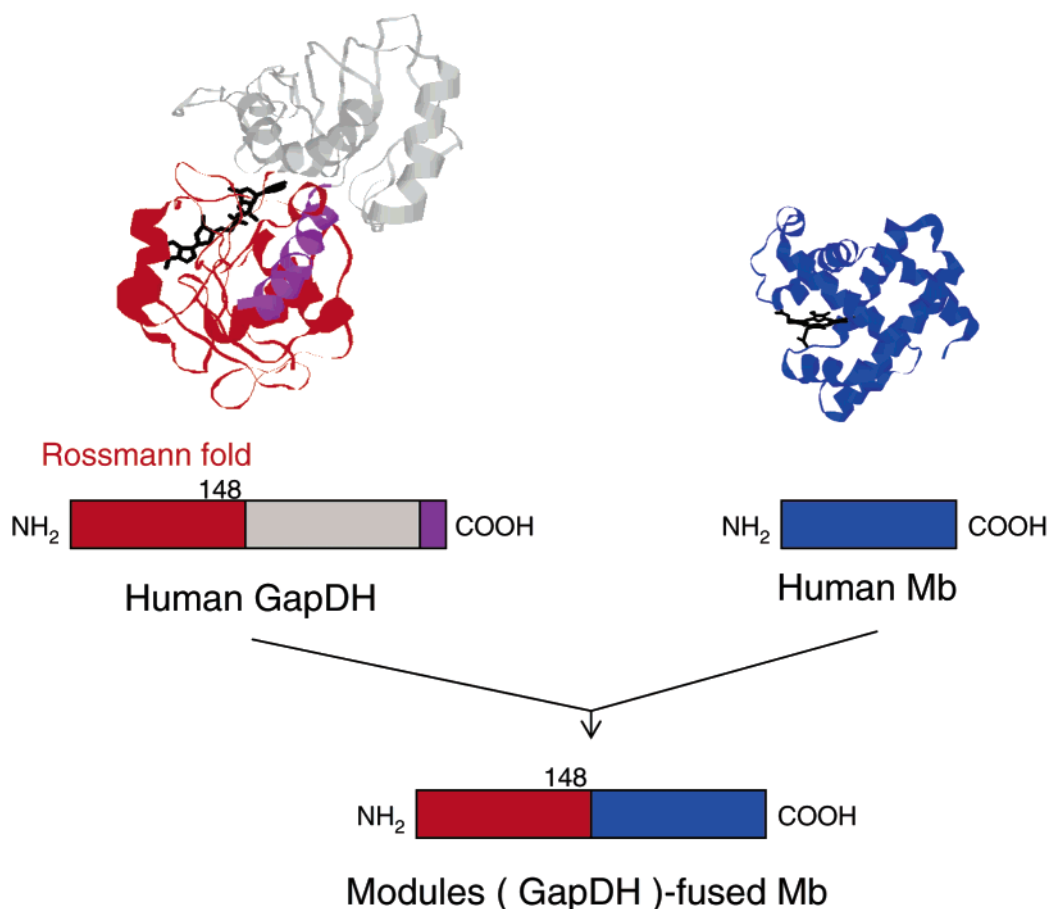 Rossmann fold
148
NH₂ COOH
Human GapDH
NH₂ COOH
Human Mb
148
NH₂ COOH
Modules ( GapDH )-fused Mb